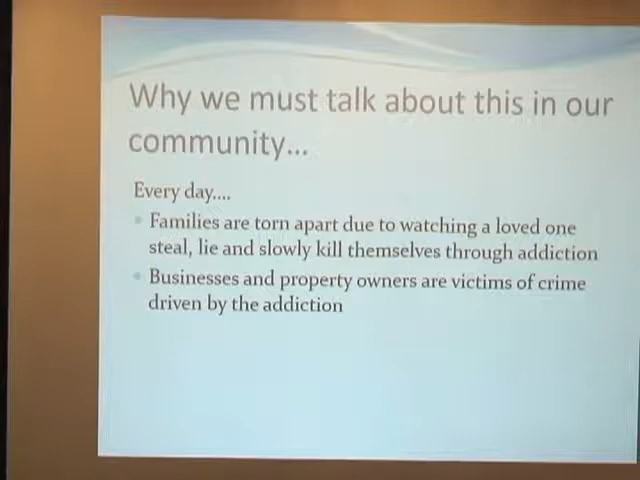 Why we must talk about this in our
community...
Every day....
Families are torn apart due to watching a loved one
steal, lie and slowly kill themselves through addiction
Businesses and property owners are victims of crime
driven by the addiction